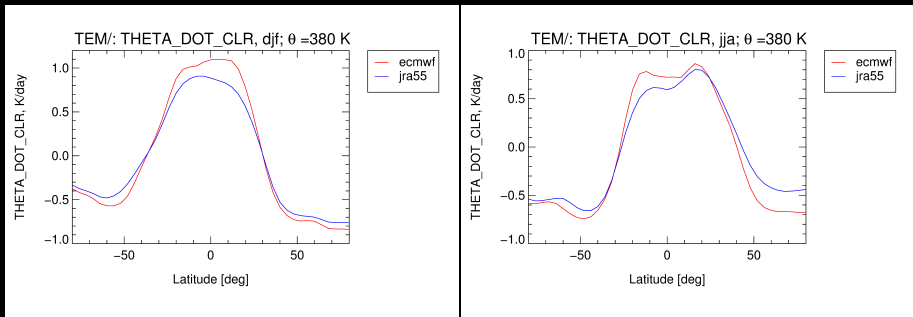 TEM/: THETA_DOT_CLR, djf; θ =380 K
THETA_DOT_CLR, K/day
1.0
0.5
0.0
−0.5
−1.0
−50
0
50
Latitude [deg]
ecmwf
jra55
TEM/: THETA_DOT_CLR, jja; θ =380 K
THETA_DOT_CLR, K/day
1.0
0.5
0.0
−0.5
−1.0
−50
0
50
Latitude [deg]
ecmwf
jra55